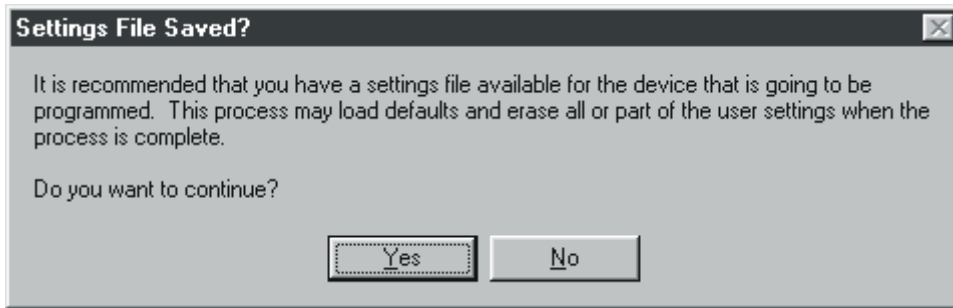 Settings File Saved?
It is recommended that you have a settings file available for the device that is going to be
programmed.  This process may load defaults and erase all or part of the user settings when the
process is complete.
Do you want to continue?
Yes No